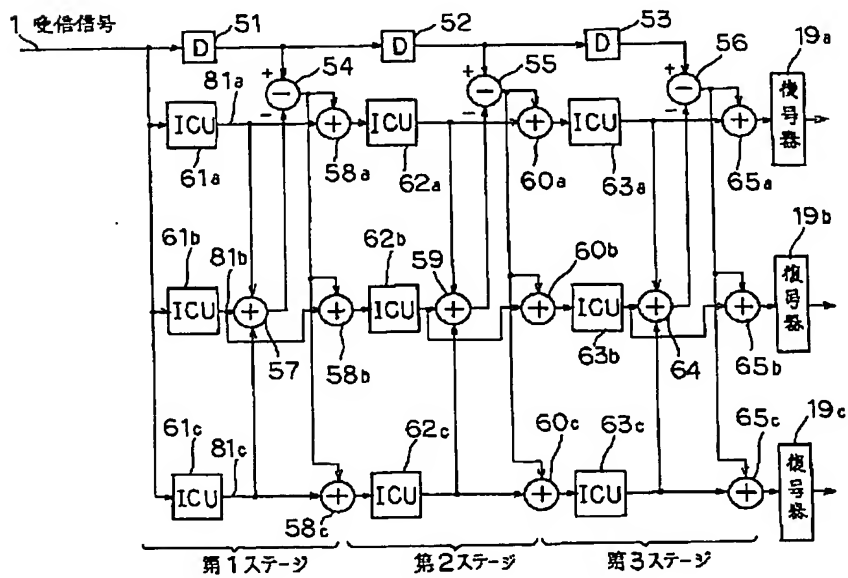 1 受信信号
D 51
D 52
D 53
+ − 54
−
+ − 55
−
+ − 56
−
19a
復号器
81a
ICU
61a
+
58a
ICU
62a
+
60a
ICU
63a
+
65a
61b
81b
ICU
+
57
+
58b
62b
ICU
59
+
60b
+
ICU
63b
+
64
+
65b
19b
復号器
61c
81c
ICU
+
58c
62c
ICU
60c
+
63c
ICU
65c
+
19c
復号器
第1ステージ 第2ステージ 第3ステージ